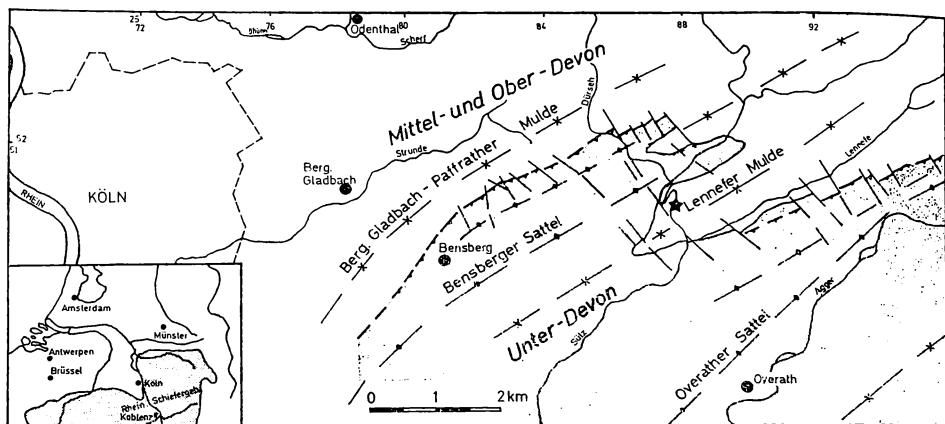 25
72
76
80
84
88
92
Dhünn
Odenthal
Scherf
Mittel- und Ober-Devon
Dürsch
Strunde
Berg. Gladbach - Paffrather Mulde
52
51
Berg.
Gladbach
KÖLN
RHEIN
Lennefe
Lennefer Mulde
Bensberg
Bensberger Sattel
Unter-Devon
Sülz
Agger
Overather Sattel
Overath
0 1 2 km
Amsterdam
Münster
Antwerpen
Brüssel
Köln
Rhein
Schiefergeb.
Koblenz